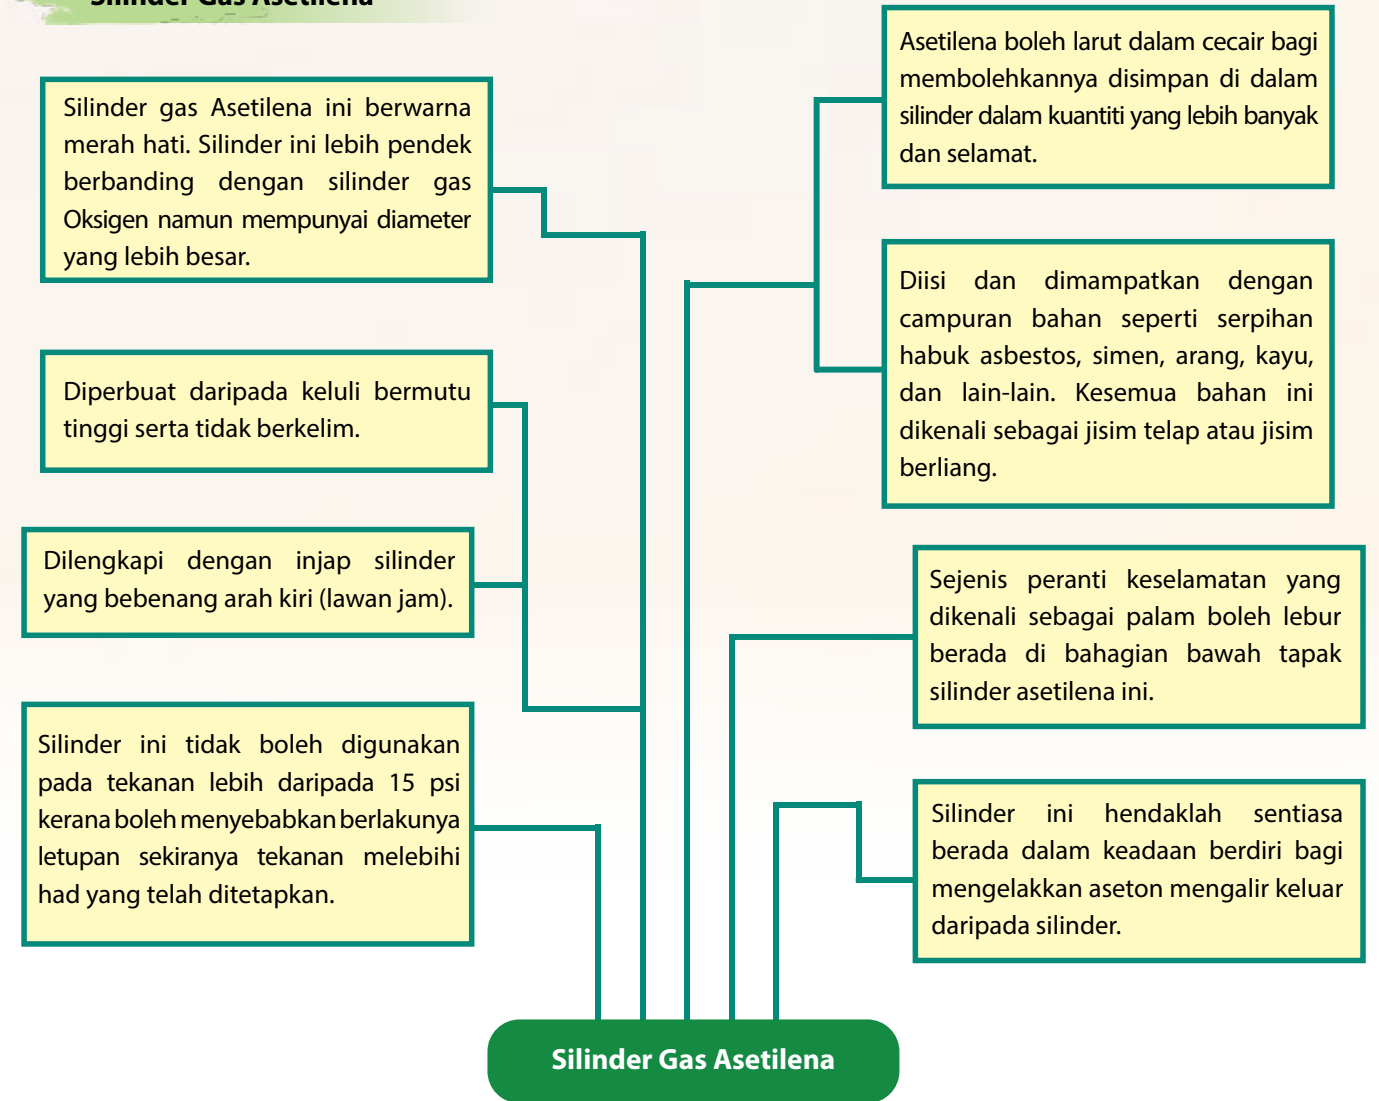 Silinder Gas Asetilena
Silinder gas Asetilena ini berwarna
merah hati. Silinder ini lebih pendek
berbanding dengan silinder gas
Oksigen namun mempunyai diameter
yang lebih besar.
Diperbuat daripada keluli bermutu
tinggi serta tidak berkelim.
Dilengkapi dengan injap silinder
yang bebenang arah kiri (lawan jam).
Silinder ini tidak boleh digunakan
pada tekanan lebih daripada 15 psi
kerana boleh menyebabkan berlakunya
letupan sekiranya tekanan melebihi
had yang telah ditetapkan.
Asetilena boleh larut dalam cecair bagi
membolehkannya disimpan di dalam
silinder dalam kuantiti yang lebih banyak
dan selamat.
Diisi dan dimampatkan dengan
campuran bahan seperti serpihan
habuk asbestos, simen, arang, kayu,
dan lain-lain. Kesemua bahan ini
dikenali sebagai jisim telap atau jisim
berliang.
Sejenis peranti keselamatan yang
dikenali sebagai palam boleh lebur
berada di bahagian bawah tapak
silinder asetilena ini.
Silinder ini hendaklah sentiasa
berada dalam keadaan berdiri bagi
mengelakkan aseton mengalir keluar
daripada silinder.
Silinder Gas Asetilena